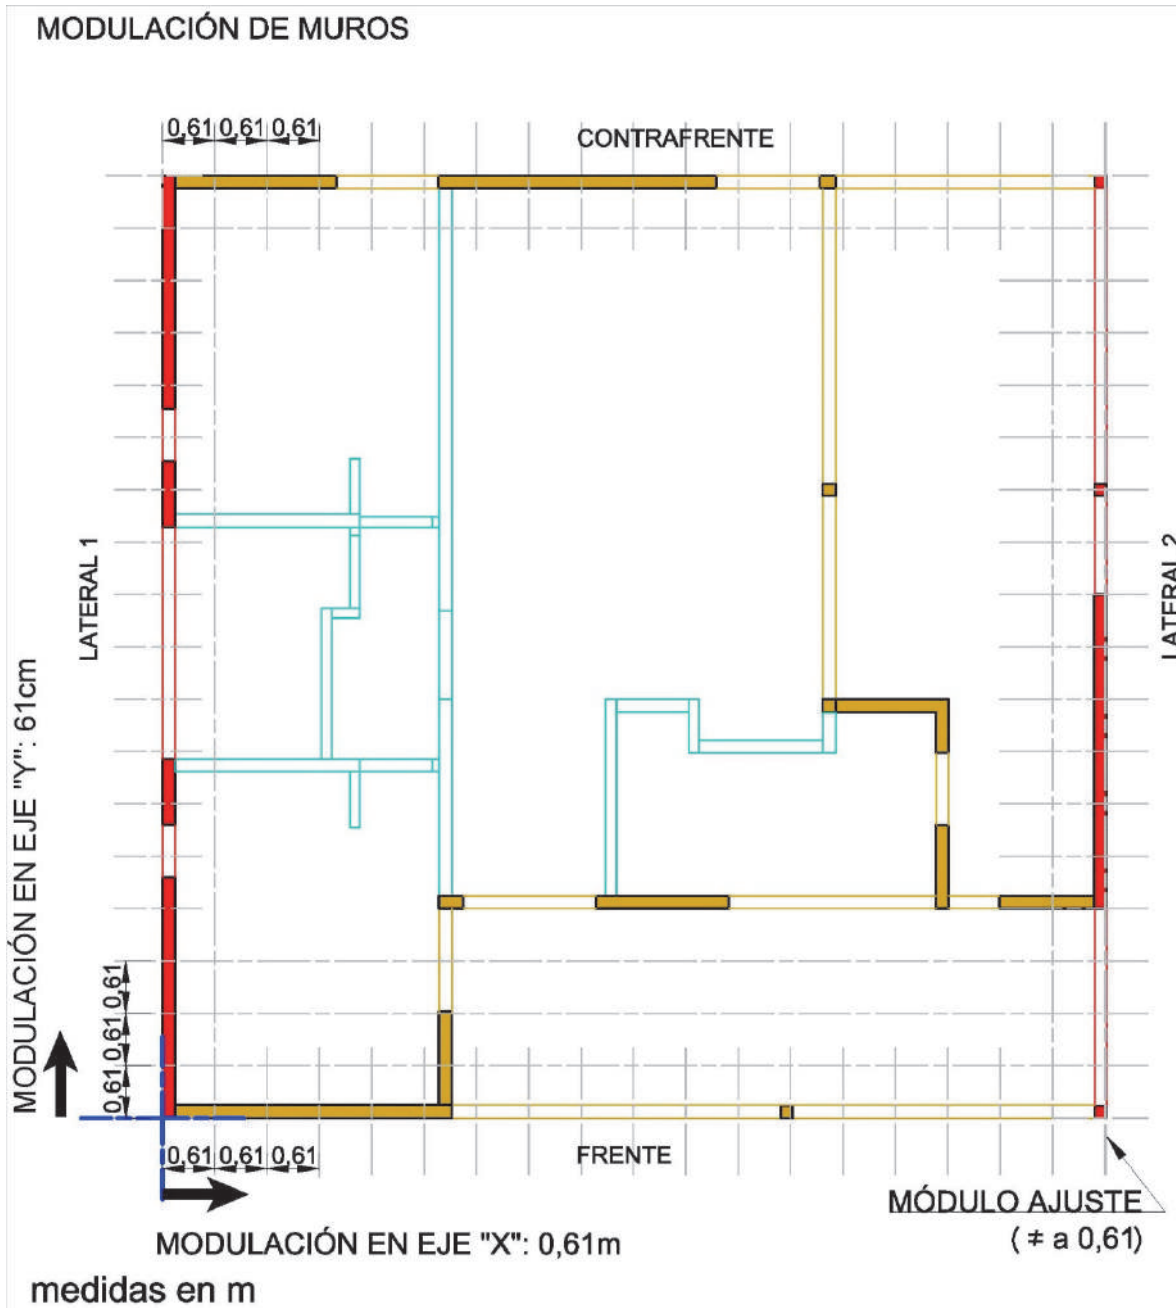 MODULACIÓN DE MUROS
0,61 0,61 0,61
CONTRAFRENTE
LATERAL 1
LATERAL 2
MODULACIÓN EN EJE "Y": 61cm
0,61 0,61 0,61
0,61 0,61 0,61
FRENTE
MÓDULO AJUSTE
( ≠ a 0,61)
MODULACIÓN EN EJE "X": 0,61m
medidas en m